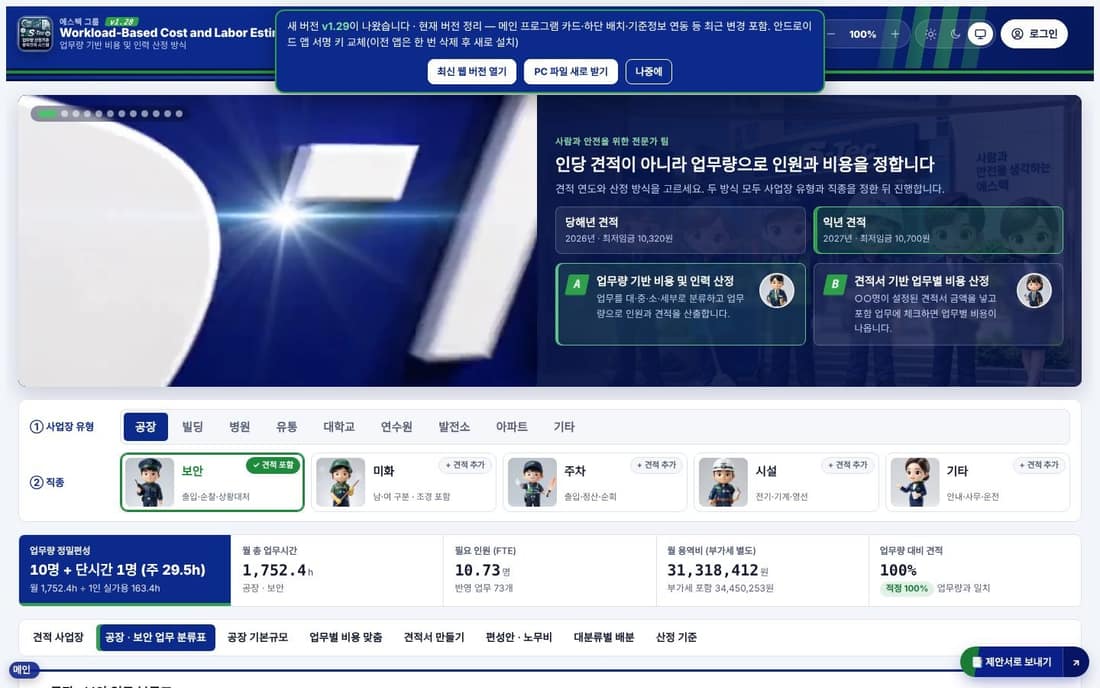 에스텍 그룹 v1.28
Workload-Based Cost and Labor Esti
업무량 기반 비용 및 인력 산정 방식
새 버전 v1.29이 나왔습니다 · 현재 버전 정리 — 메인 프로그램 카드·하단 배치·기준정보 연동 등 최근 변경 포함. 안드로이
드 앱 서명 키 교체(이전 앱은 한 번 삭제 후 새로 설치)
최신 웹 버전 열기 PC 파일 새로 받기 나중에
− 100% +
로그인
사람과 안전을 위한 전문가 팀
인당 견적이 아니라 업무량으로 인원과 비용을 정합니다
견적 연도와 산정 방식을 고르세요. 두 방식 모두 사업장 유형과 직종을 정한 뒤 진행합니다.
사람과
안전을 생각하는
에스텍
당해년 견적
2026년 · 최저임금 10,320원
익년 견적
2027년 · 최저임금 10,700원
A 업무량 기반 비용 및 인력 산정
업무를 대·중·소·세부로 분류하고 업무
량으로 인원과 견적을 산출합니다.
B 견적서 기반 업무별 비용 산정
○○명이 설정된 견적서 금액을 넣고
포함 업무에 체크하면 업무별 비용이
나옵니다.
① 사업장 유형 공장 빌딩 병원 유통 대학교 연수원 발전소 아파트 기타
② 직종
보안 ✓ 견적 포함
출입·순찰·상황대처
미화 + 견적 추가
남·여 구분 · 조경 포함
주차 + 견적 추가
출입·정산·순회
시설 + 견적 추가
전기·기계·영선
기타 + 견적 추가
안내·사무·운전
업무량 정밀편성
10명 + 단시간 1명 (주 29.5h)
월 1,752.4h ÷ 1인 실가용 163.4h
월 총 업무시간
1,752.4h
공장 · 보안
필요 인원 (FTE)
10.73명
반영 업무 73개
월 용역비 (부가세 별도)
31,318,412원
부가세 포함 34,450,253원
업무량 대비 견적
100%
적정 100% 업무량과 일치
견적 사업장 공장 · 보안 업무 분류표 공장 기본규모 업무별 비용 맞춤 견적서 만들기 편성안 · 노무비 대분류별 배분 산정 기준
제안서로 보내기
메인